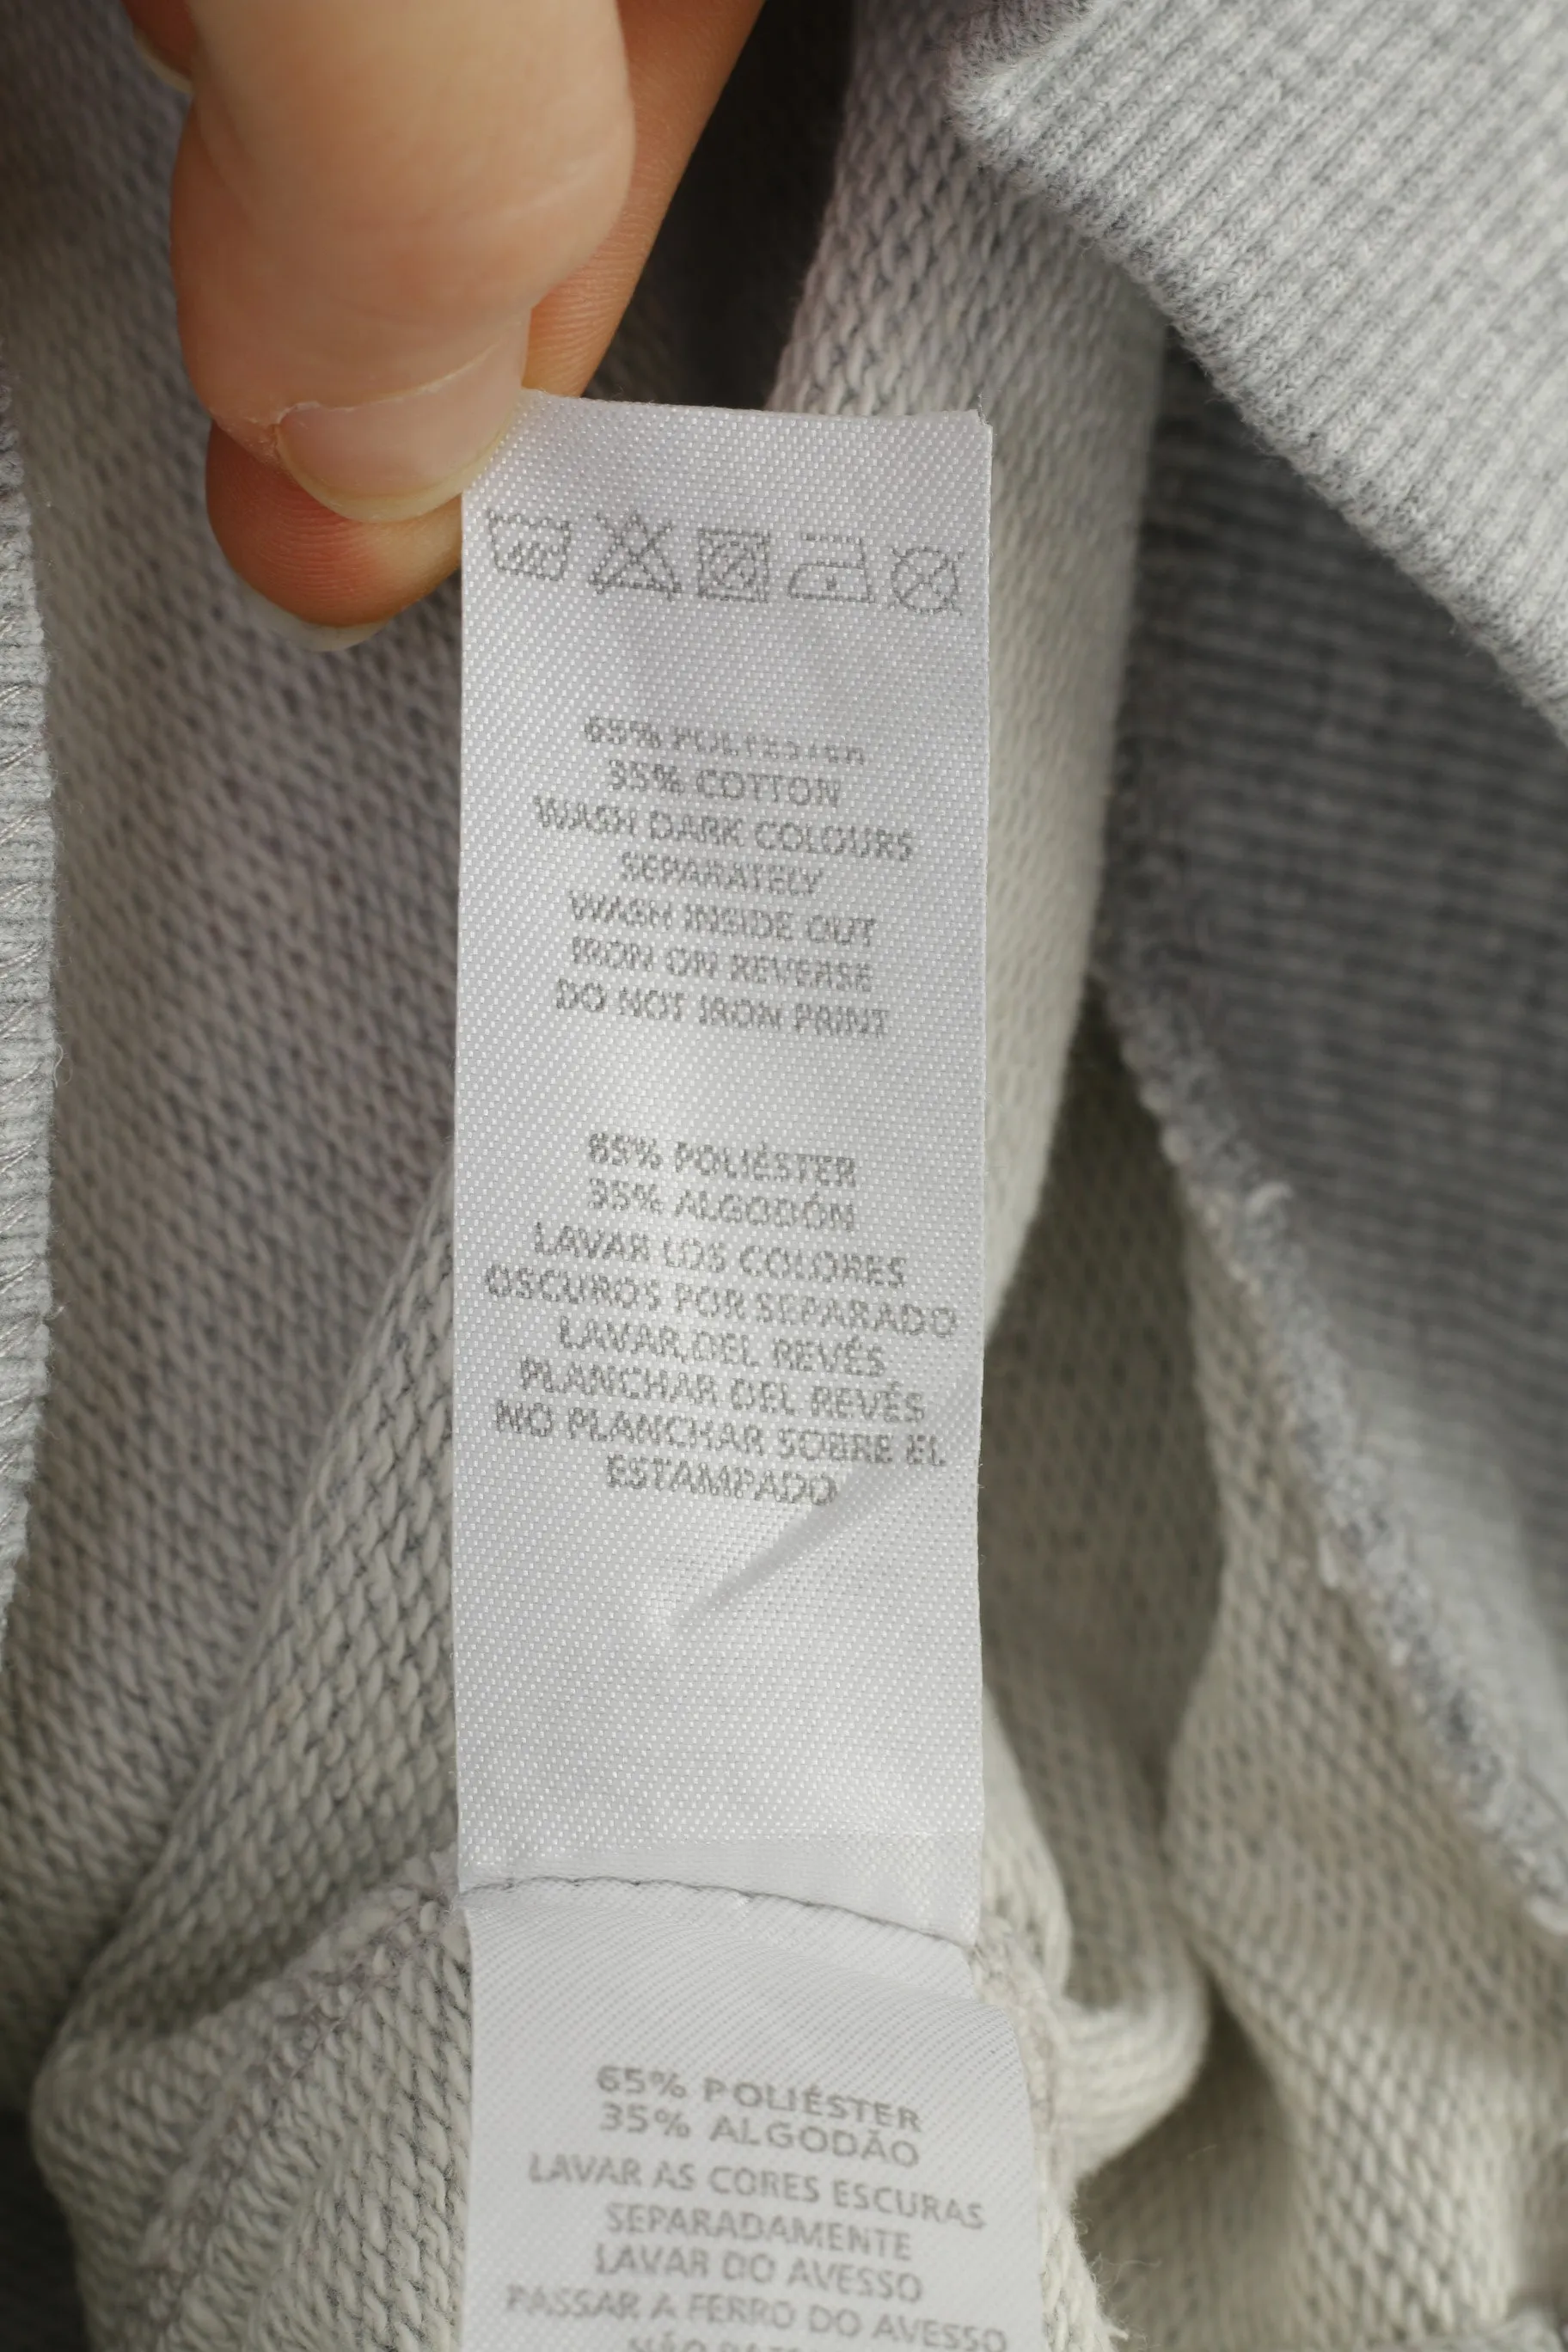 40
65% POLYESTER
35% COTTON
WASH DARK COLOURS
SEPARATELY
WASH INSIDE OUT
IRON ON REVERSE
DO NOT IRON PRINT
65% POLIÉSTER
35% ALGODÓN
LAVAR LOS COLORES
OSCUROS POR SEPARADO
LAVAR DEL REVÉS
PLANCHAR DEL REVÉS
NO PLANCHAR SOBRE EL
ESTAMPADO
65% POLIÉSTER
35% ALGODÃO
LAVAR AS CORES ESCURAS
SEPARADAMENTE
LAVAR DO AVESSO
PASSAR A FERRO DO AVESSO
NÃO